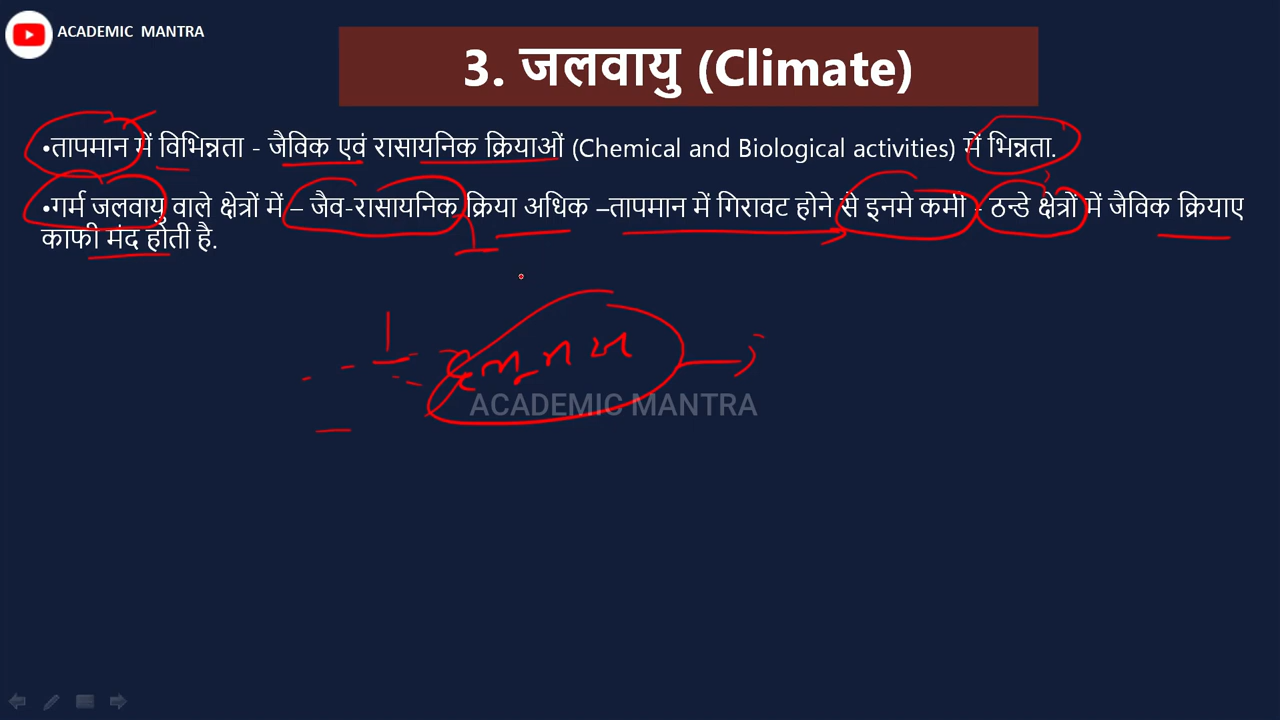 ACADEMIC MANTRA
3. जलवायु (Climate)
•तापमान में विभिन्नता - जैविक एवं रासायनिक क्रियाओं (Chemical and Biological activities) में भिन्नता.
•गर्म जलवायु वाले क्षेत्रों में – जैव-रासायनिक क्रिया अधिक –तापमान में गिरावट होने से इनमे कमी - ठन्डे क्षेत्रों में जैविक क्रियाए
काफी मंद होती है.
ACADEMIC MANTRA